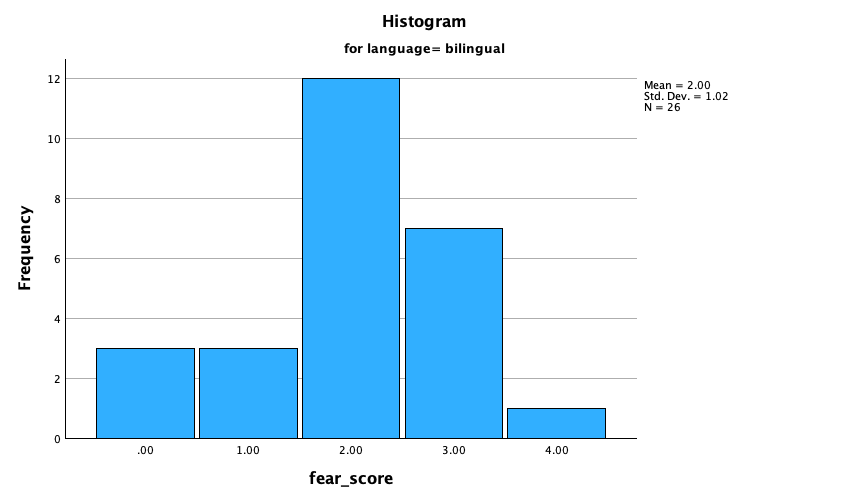 Histogram
for language= bilingual
Mean = 2.00
Std. Dev. = 1.02
N = 26
Frequency
12
10
8
6
4
2
0
.00 1.00 2.00 3.00 4.00
fear_score